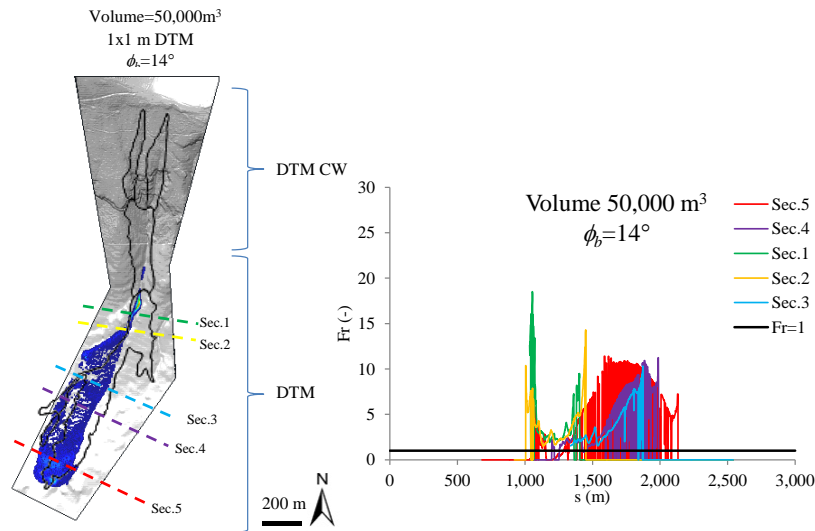 Volume=50,000m³
1x1 m DTM
ϕb=14°
DTM CW
DTM
Sec.1
Sec.2
Sec.3
Sec.4
Sec.5
200 m
N
Volume 50,000 m³
ϕb=14°
Fr (-)
30
25
20
15
10
5
0
0
500
1,000
1,500
2,000
2,500
3,000
s (m)
Sec.5
Sec.4
Sec.1
Sec.2
Sec.3
Fr=1